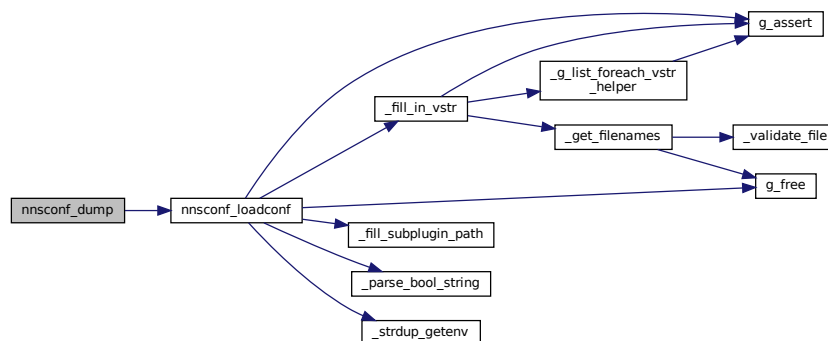 g_assert
_g_list_foreach_vstr
_helper
_fill_in_vstr
_get_filenames
_validate_file
g_free
nnsconf_dump
nnsconf_loadconf
_fill_subplugin_path
_parse_bool_string
_strdup_getenv